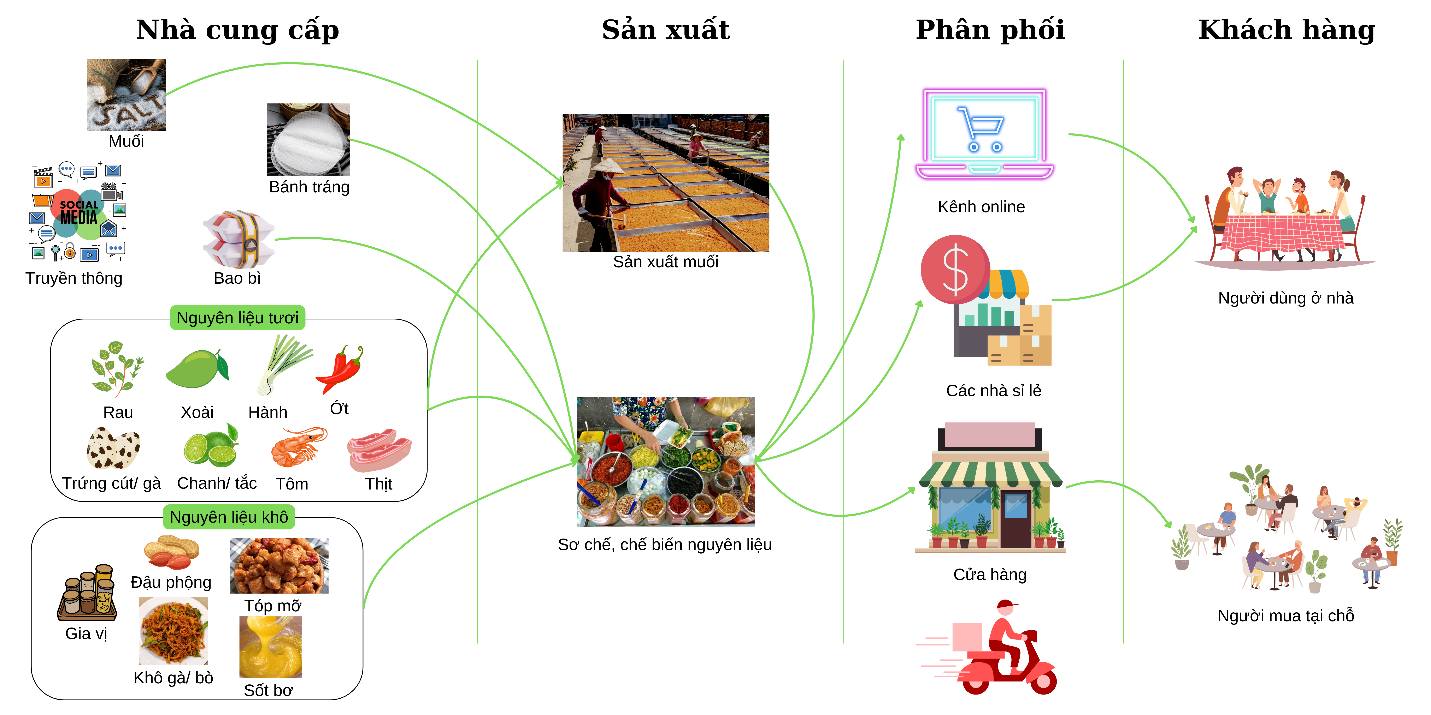 Nhà cung cấp
Sản xuất
Phân phối
Khách hàng
SALT
Muối
Bánh tráng
SOCIAL
MEDIA
Truyền thông
Bao bì
Sản xuất muối
Kênh online
Người dùng ở nhà
Nguyên liệu tươi
Rau
Xoài
Hành
Ớt
Trứng cút/ gà
Chanh/ tắc
Tôm
Thịt
$
Các nhà sỉ lẻ
Nguyên liệu khô
Đậu phộng
Tóp mỡ
Gia vị
Khô gà/ bò
Sốt bơ
Sơ chế, chế biến nguyên liệu
Cửa hàng
Người mua tại chỗ